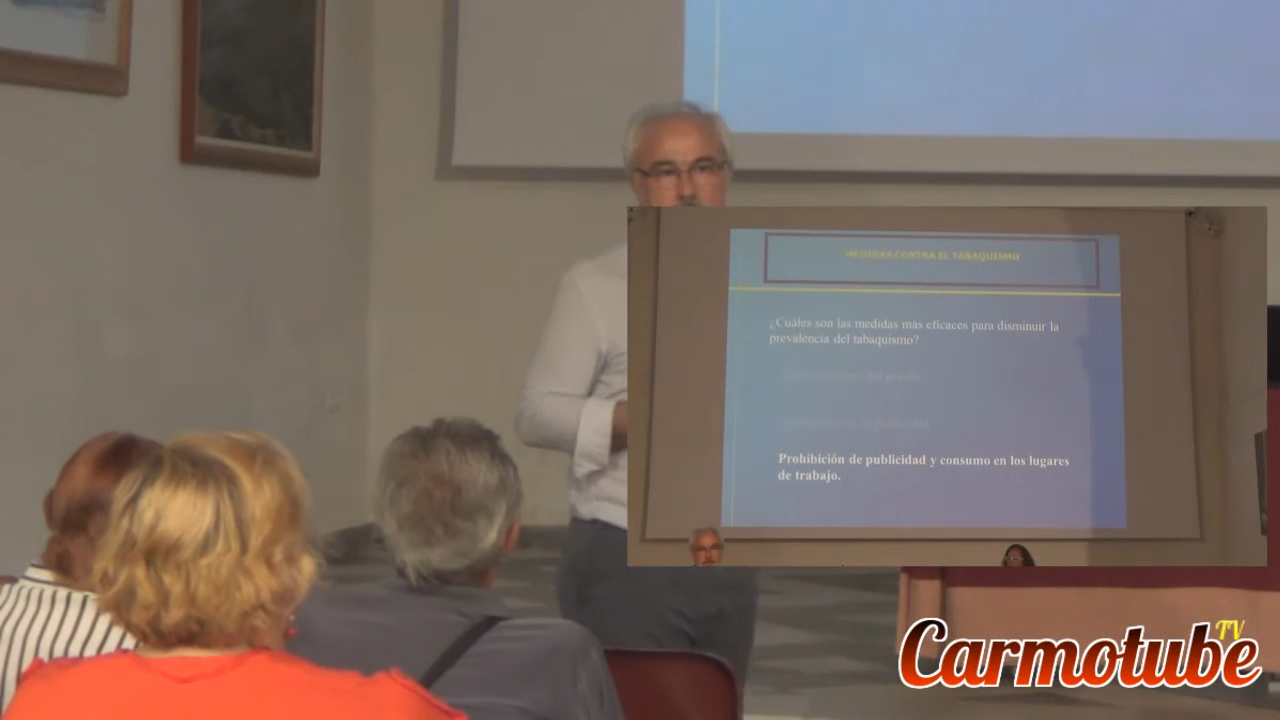 MEDIDAS CONTRA EL TABAQUISMO
¿Cuáles son las medidas más eficaces para disminuir la
prevalencia del tabaquismo?
Prohibición de publicidad y consumo en los lugares
de trabajo.
Carmotube TV